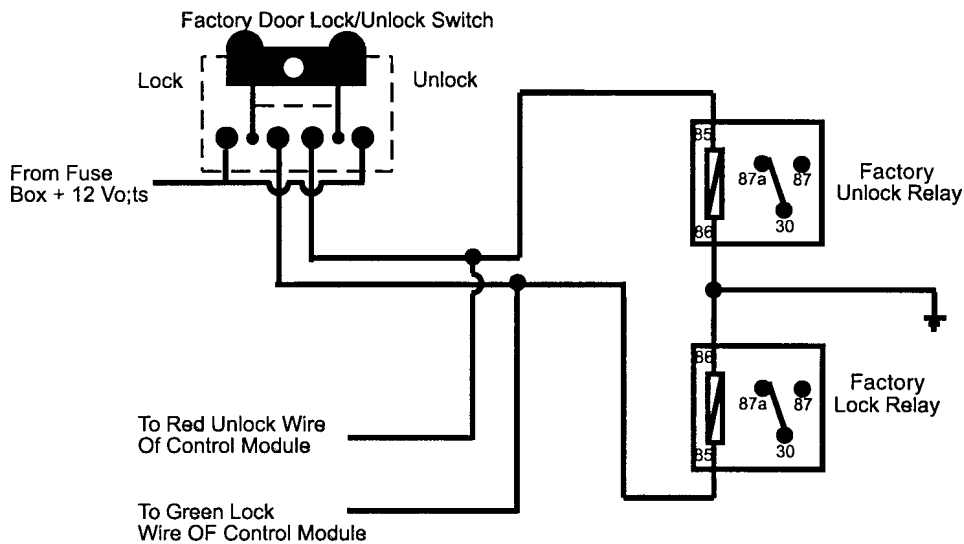 Factory Door Lock/Unlock Switch
Lock
Unlock
From Fuse
Box + 12 Vo;ts
85
87a
87
30
86
Factory
Unlock Relay
86
87a
87
30
85
Factory
Lock Relay
To Red Unlock Wire
Of Control Module
To Green Lock
Wire OF Control Module